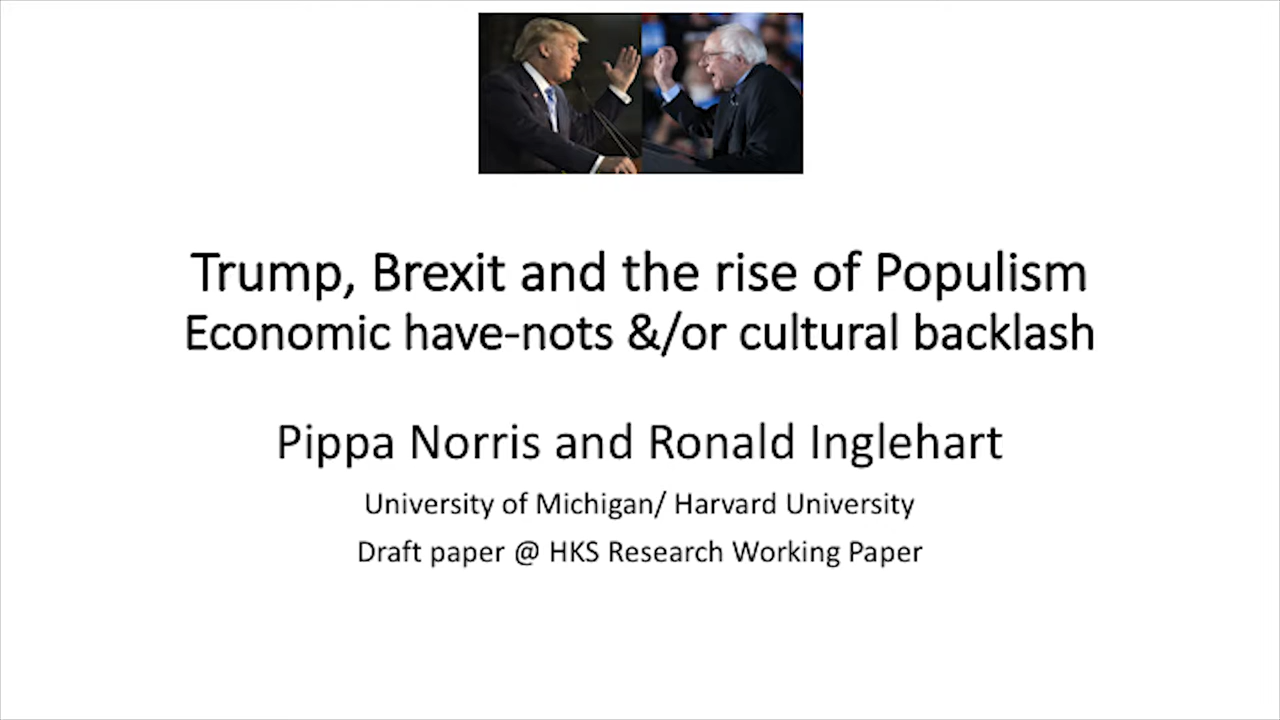 Trump, Brexit and the rise of Populism
Economic have-nots &/or cultural backlash
Pippa Norris and Ronald Inglehart
University of Michigan/ Harvard University
Draft paper @ HKS Research Working Paper